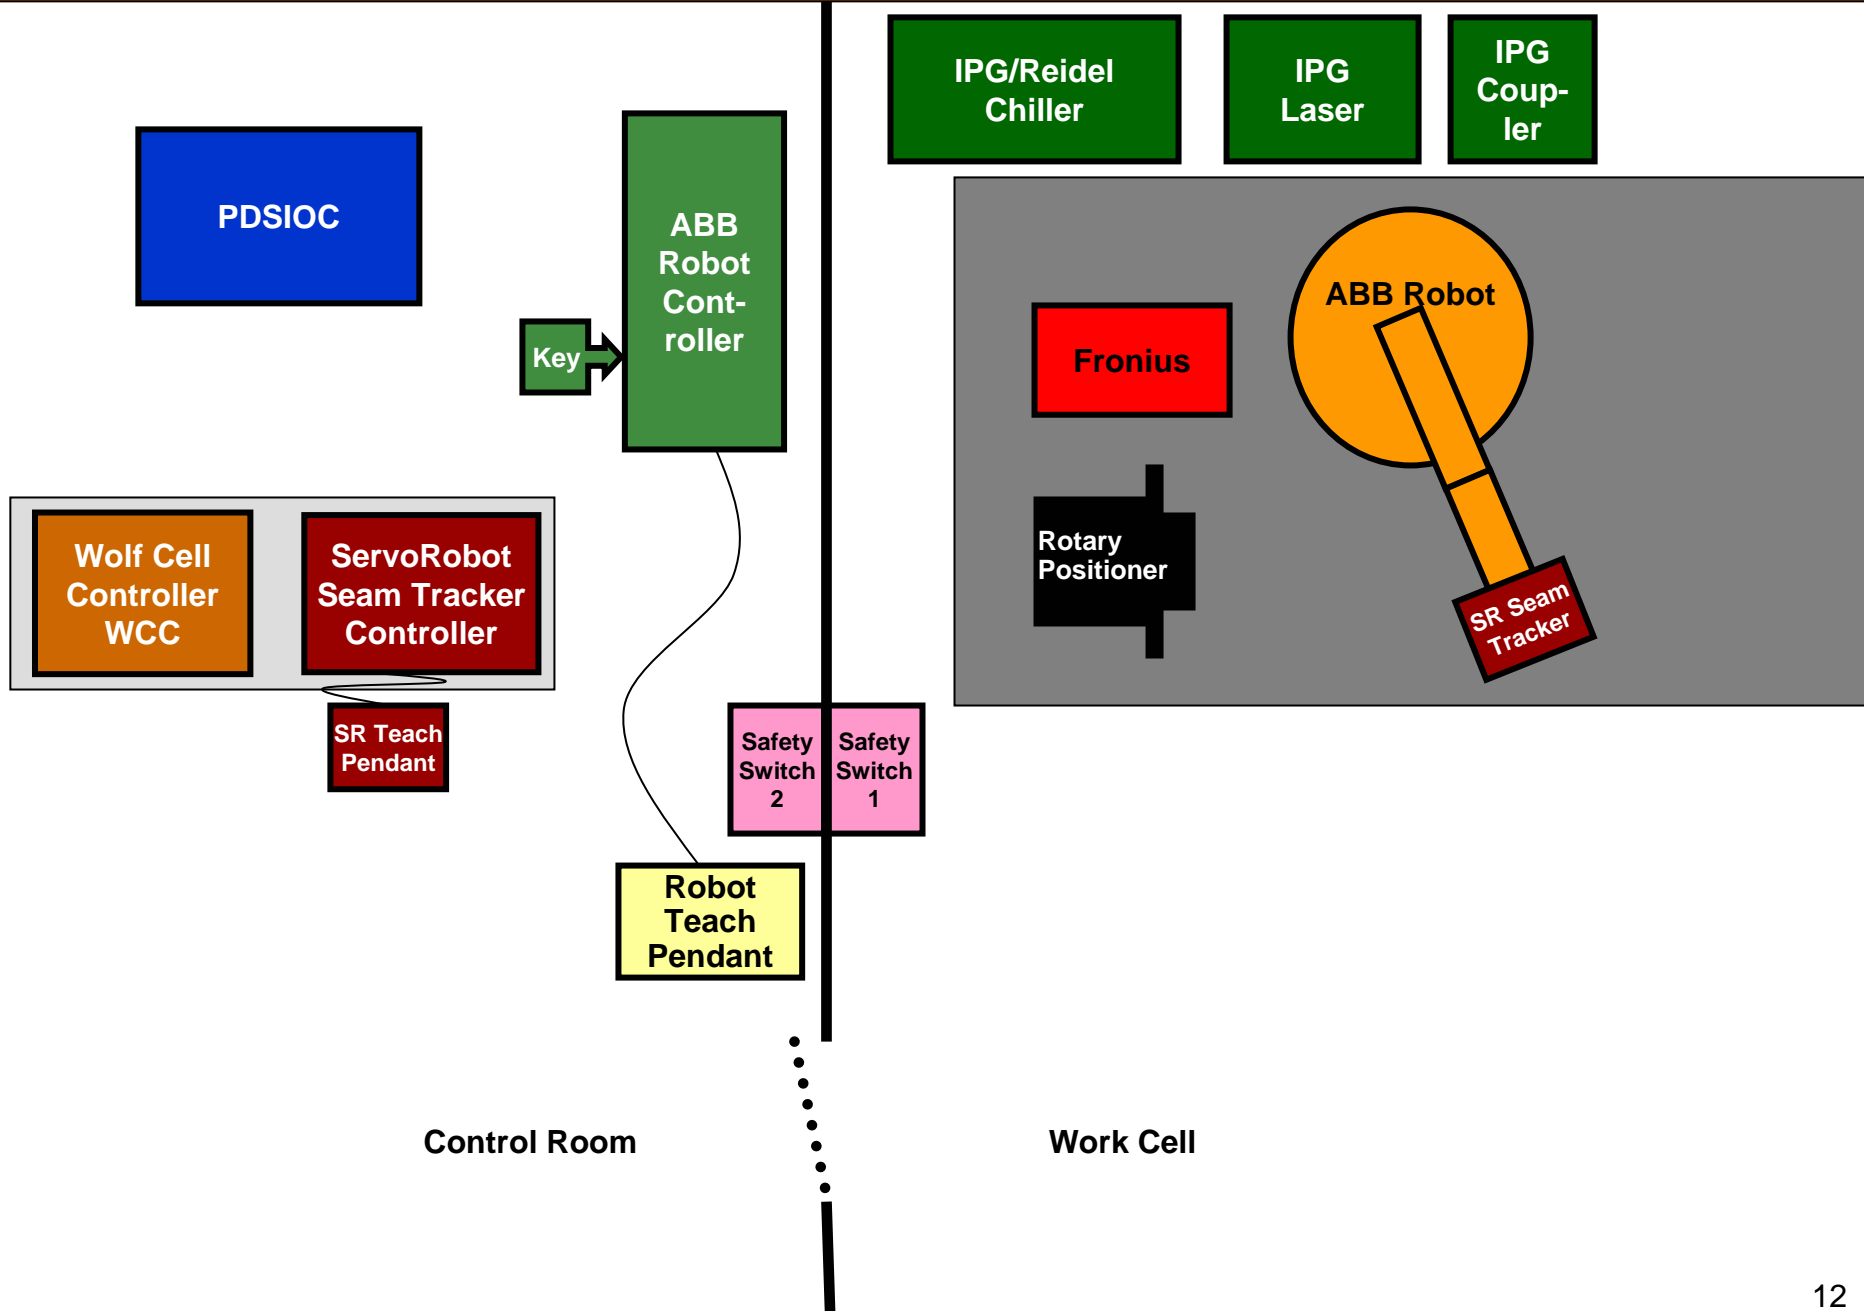 IPG/Reidel
Chiller
IPG
Laser
IPG
Coup-
ler
PDSIOC
ABB
Robot
Cont-
roller
Key
ABB Robot
Fronius
Wolf Cell
Controller
WCC
ServoRobot
Seam Tracker
Controller
Rotary
Positioner
SR Seam
Tracker
SR Teach
Pendant
Safety
Switch
2
Safety
Switch
1
Robot
Teach
Pendant
Control Room
Work Cell
12